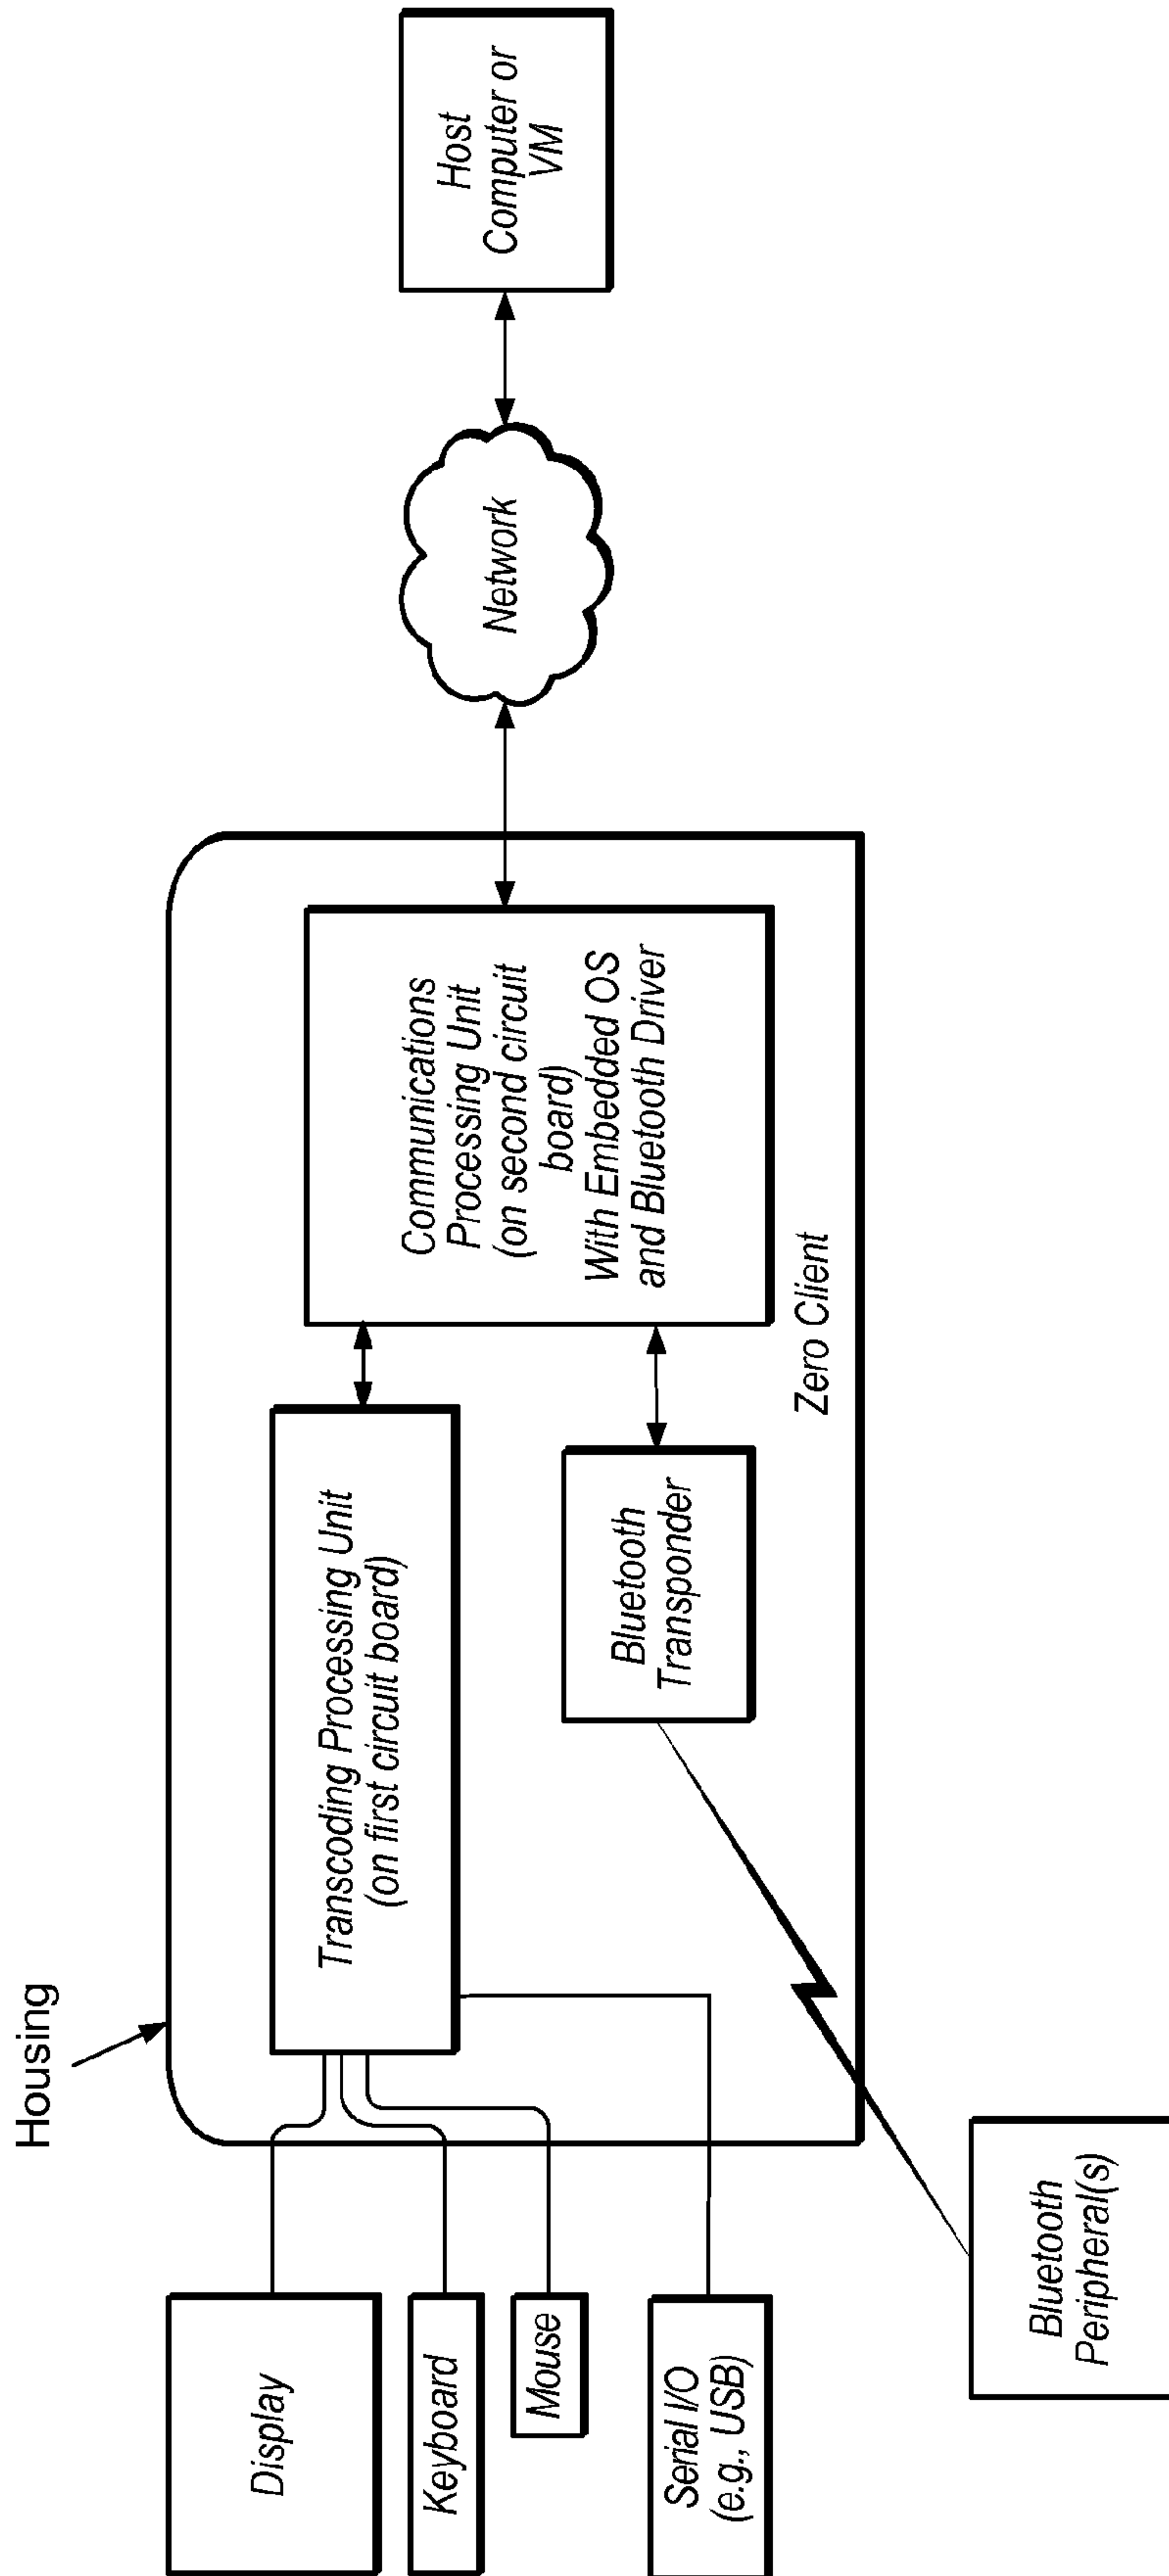 Housing
Display
Keyboard
Mouse
Serial I/O
(e.g., USB)
Bluetooth
Peripheral(s)
Transcoding Processing Unit
(on first circuit board)
Bluetooth
Transponder
Communications
Processing Unit
(on second circuit
board)
With Embedded OS
and Bluetooth Driver
Zero Client
Network
Host
Computer or
VM